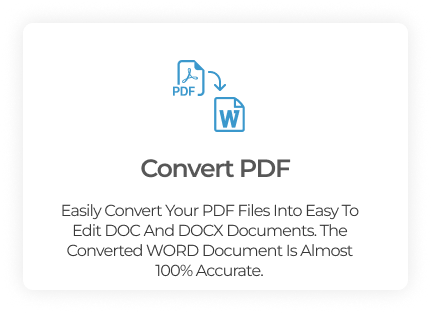 PDF
W
Convert PDF
Easily Convert Your PDF Files Into Easy To
Edit DOC And DOCX Documents. The
Converted WORD Document Is Almost
100% Accurate.